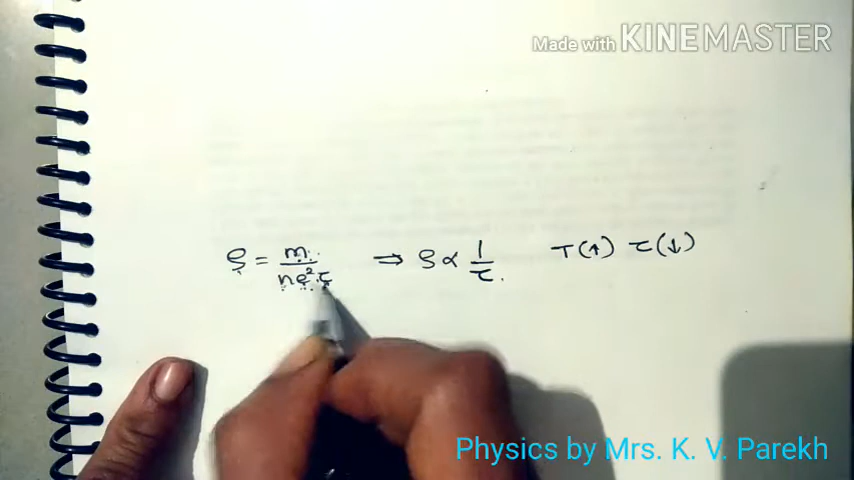 Made with KINEMASTER
ρ = m / ne²τ ⇒ ρ ∝ 1 / τ. T(↑) τ(↓)
Physics by Mrs. K. V. Parekh